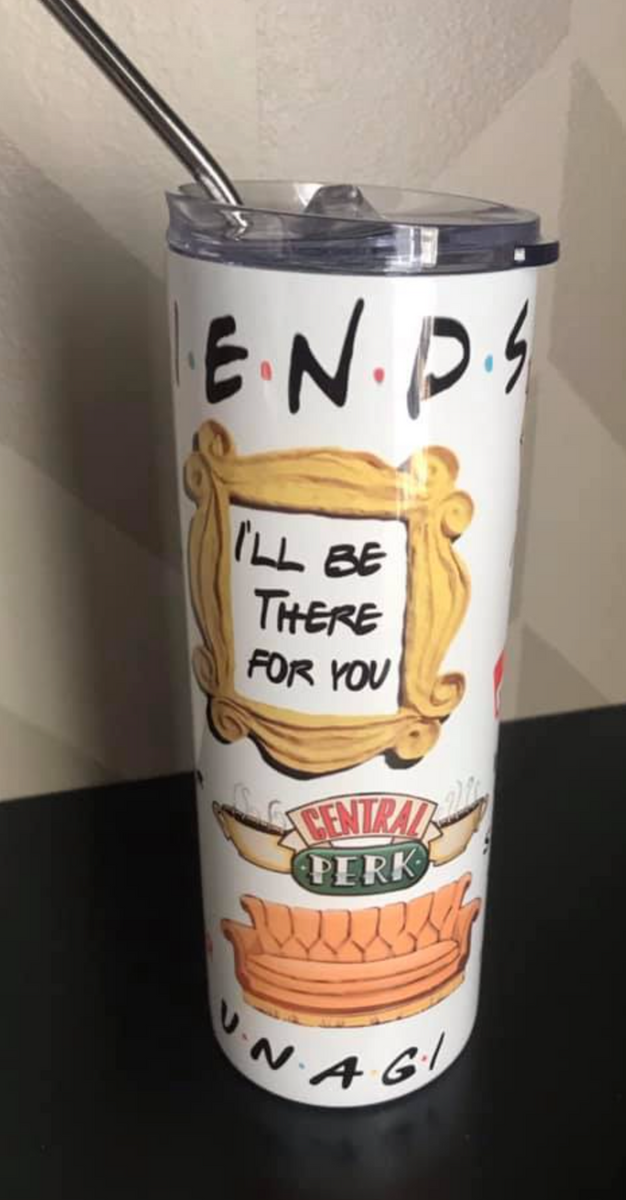 I·E·N·D·S
I'LL BE
THERE
FOR YOU
CENTRAL
·PERK·
U·N·A·G·I